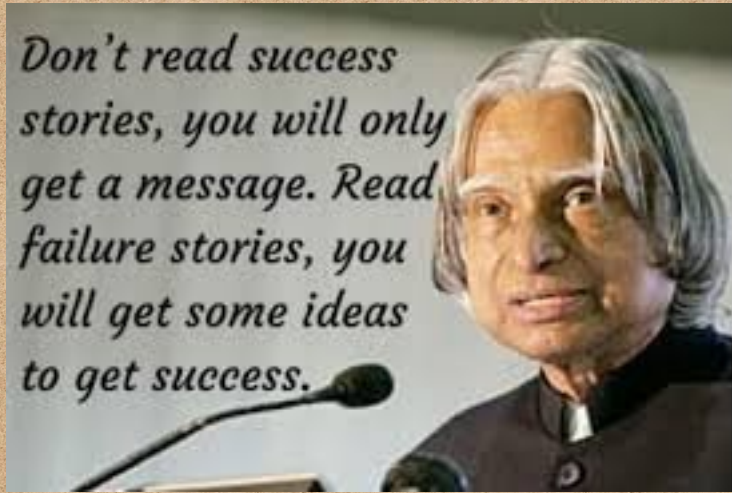 Don't read success
stories, you will only
get a message. Read
failure stories, you
will get some ideas
to get success.